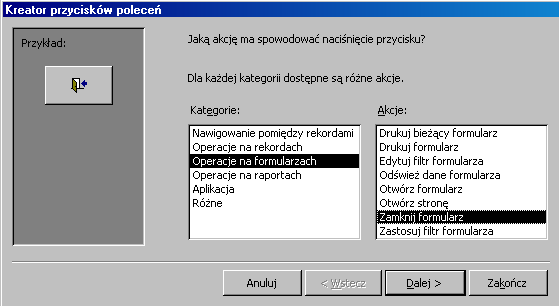 Kreator przycisków poleceń
Przykład:
Jaką akcję ma spowodować naciśnięcie przycisku?
Dla każdej kategorii dostępne są różne akcje.
Kategorie:
Nawigowanie pomiędzy rekordami
Operacje na rekordach
Operacje na formularzach
Operacje na raportach
Aplikacja
Różne
Akcje:
Drukuj bieżący formularz
Drukuj formularz
Edytuj filtr formularza
Odśwież dane formularza
Otwórz formularz
Otwórz stronę
Zamknij formularz
Zastosuj filtr formularza
Anuluj
< Wstecz
Dalej >
Zakończ